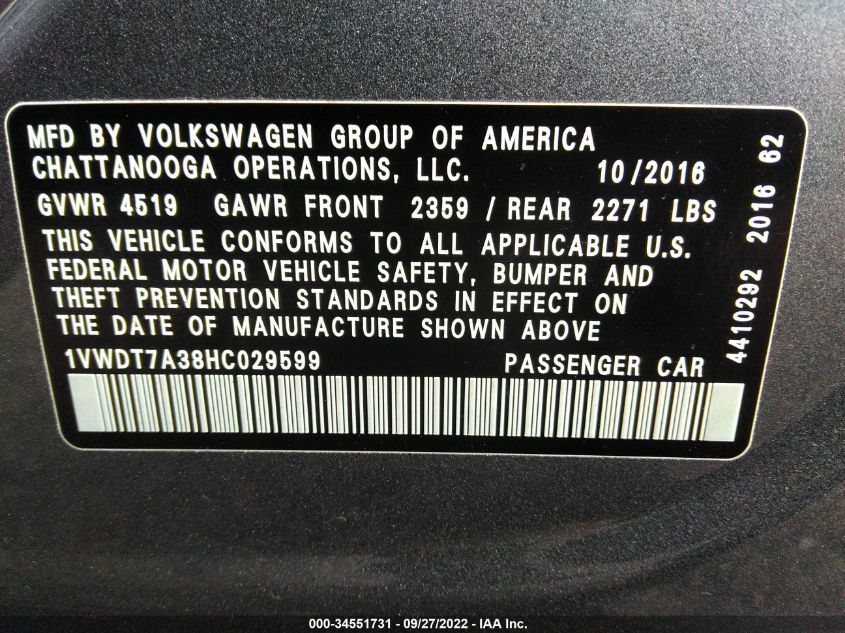 MFD BY VOLKSWAGEN GROUP OF AMERICA
CHATTANOOGA OPERATIONS, LLC. 10/2016
GVWR 4519 GAWR FRONT 2359 / REAR 2271 LBS
THIS VEHICLE CONFORMS TO ALL APPLICABLE U.S.
FEDERAL MOTOR VEHICLE SAFETY, BUMPER AND
THEFT PREVENTION STANDARDS IN EFFECT ON
THE DATE OF MANUFACTURE SHOWN ABOVE
1VWDT7A38HC029599 PASSENGER CAR
4410292 2016 62
000-34551731 - 09/27/2022 - IAA Inc.